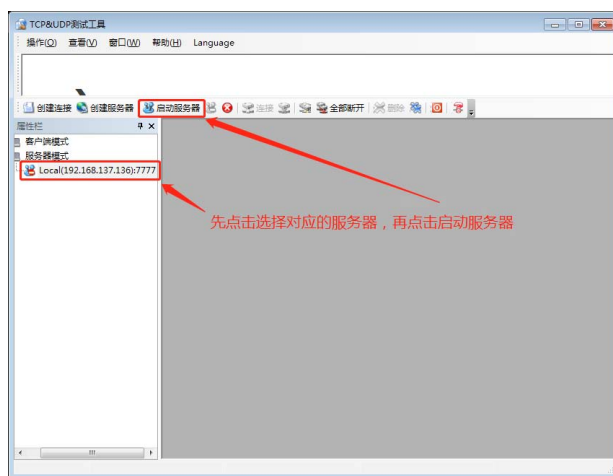 TCP&UDP测试工具
操作(O) 查看(V) 窗口(W) 帮助(H) Language
创建连接 创建服务器 启动服务器 连接 全部断开 删除
属性栏
客户端模式
服务器模式
Local(192.168.137.136):7777
先点击选择对应的服务器，再点击启动服务器